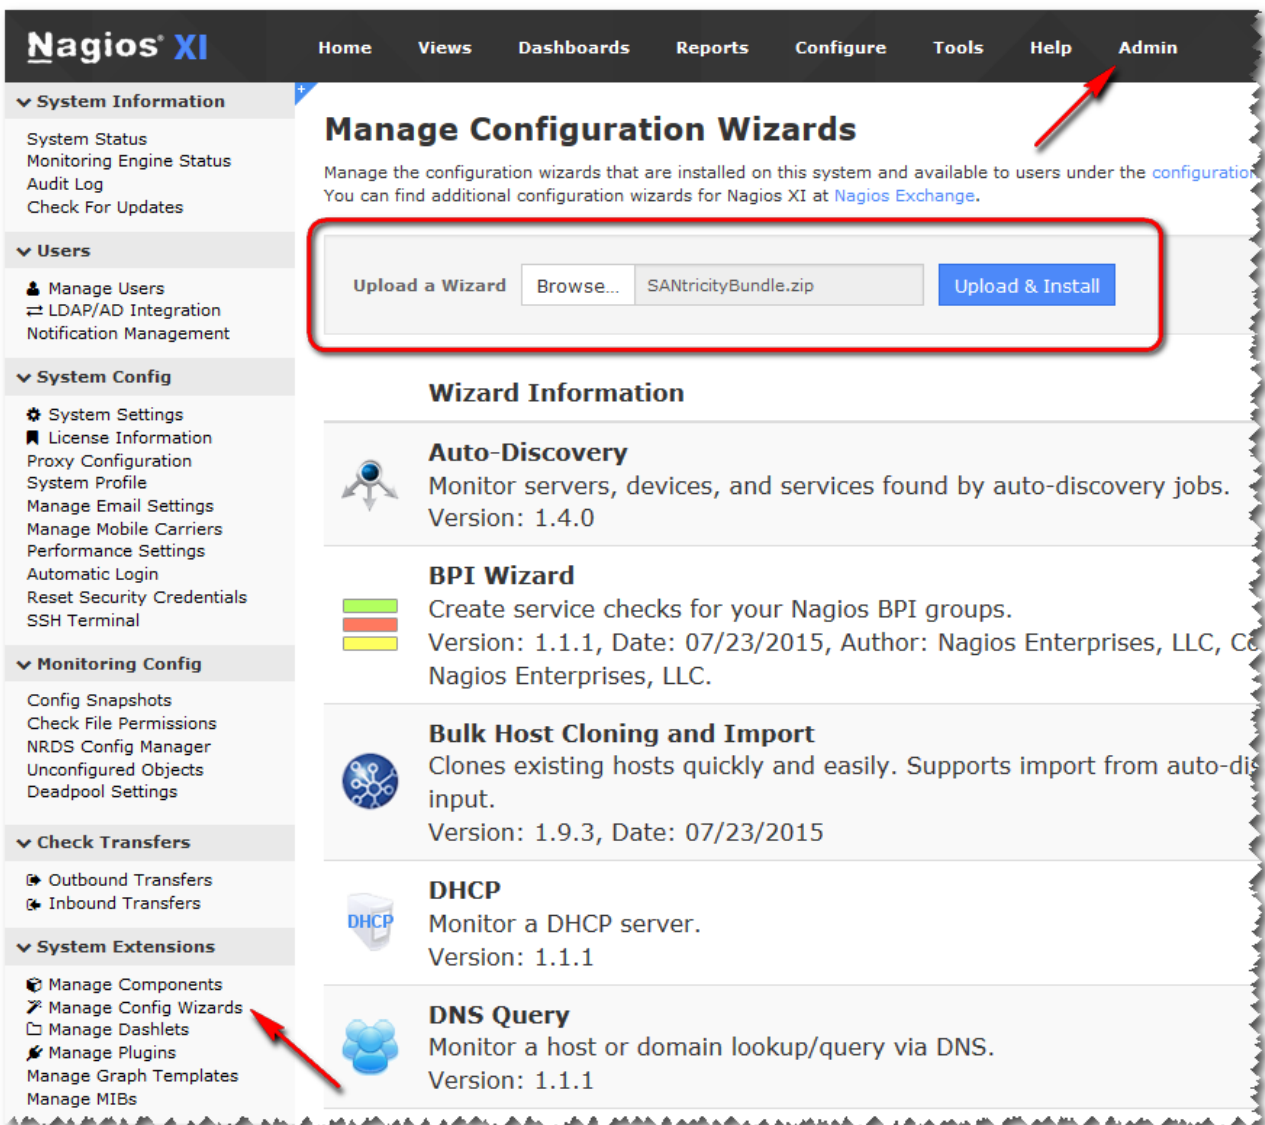 Nagios® XI
Home Views Dashboards Reports Configure Tools Help Admin
System Information
System Status
Monitoring Engine Status
Audit Log
Check For Updates
Users
Manage Users
LDAP/AD Integration
Notification Management
System Config
System Settings
License Information
Proxy Configuration
System Profile
Manage Email Settings
Manage Mobile Carriers
Performance Settings
Automatic Login
Reset Security Credentials
SSH Terminal
Monitoring Config
Config Snapshots
Check File Permissions
NRDS Config Manager
Unconfigured Objects
Deadpool Settings
Check Transfers
Outbound Transfers
Inbound Transfers
System Extensions
Manage Components
Manage Config Wizards
Manage Dashlets
Manage Plugins
Manage Graph Templates
Manage MIBs
Manage Configuration Wizards
Manage the configuration wizards that are installed on this system and available to users under the configuration
You can find additional configuration wizards for Nagios XI at Nagios Exchange.
Upload a Wizard Browse... SANtricityBundle.zip Upload & Install
Wizard Information
Auto-Discovery
Monitor servers, devices, and services found by auto-discovery jobs.
Version: 1.4.0
BPI Wizard
Create service checks for your Nagios BPI groups.
Version: 1.1.1, Date: 07/23/2015, Author: Nagios Enterprises, LLC,
Nagios Enterprises, LLC.
Bulk Host Cloning and Import
Clones existing hosts quickly and easily. Supports import from
input.
Version: 1.9.3, Date: 07/23/2015
DHCP
DHCP
Monitor a DHCP server.
Version: 1.1.1
DNS Query
Monitor a host or domain lookup/query via DNS.
Version: 1.1.1